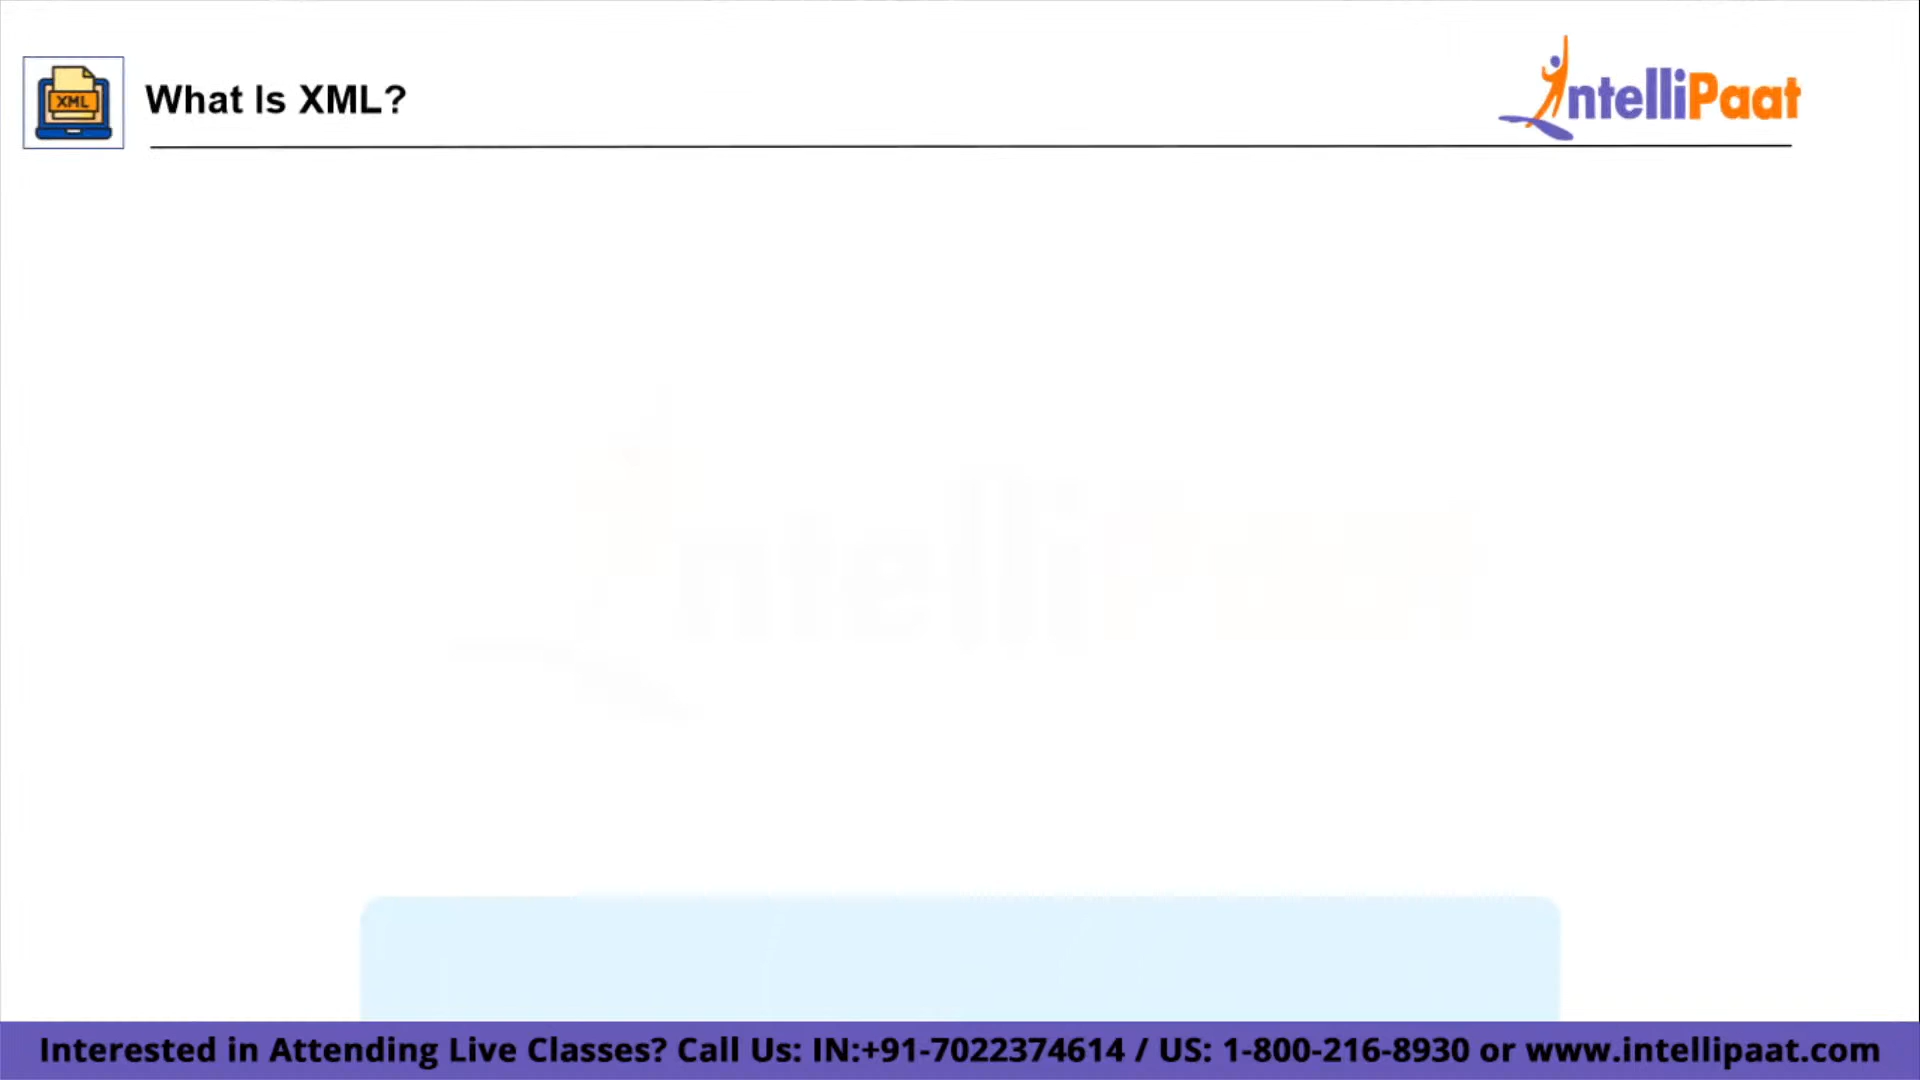 XML
What Is XML?
IntelliPaat
ntelliPaat
Interested in Attending Live Classes? Call Us: IN:+91-7022374614 / US: 1-800-216-8930 or www.intellipaat.com